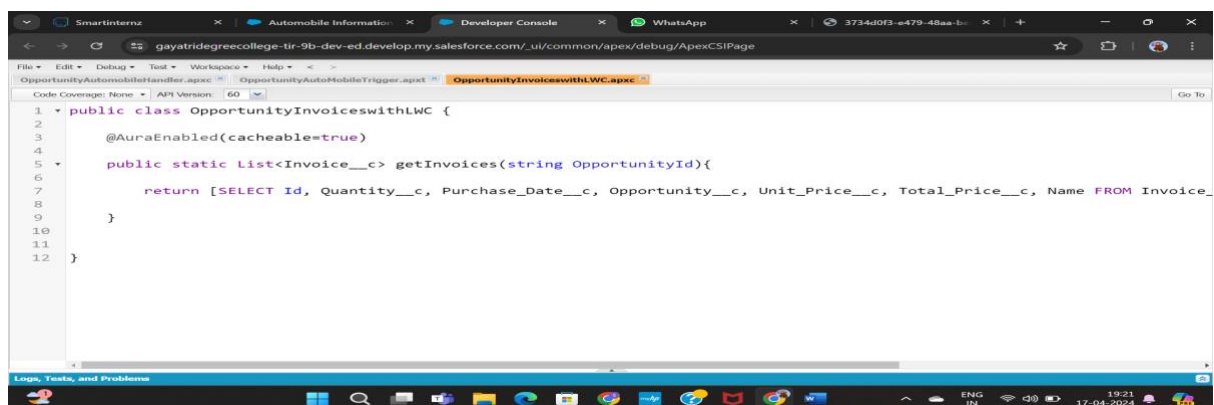 Smartinternz
Automobile Information
Developer Console
WhatsApp
3734d0f3-e479-48aa-b
gayatridegreecollege-tir-9b-dev-ed.develop.my.salesforce.com/_ui/common/apex/debug/ApexCSIPage
File Edit Debug Test Workspace Help < >
OpportunityAutomobileHandler.apxc OpportunityAutoMobileTrigger.apxt OpportunityInvoiceswithLWC.apxc
Code Coverage: None API Version: 60 Go To
1 public class OpportunityInvoiceswithLWC {
2
3 @AuraEnabled(cacheable=true)
4
5 public static List<Invoice__c> getInvoices(string OpportunityId){
6
7 return [SELECT Id, Quantity__c, Purchase_Date__c, Opportunity__c, Unit_Price__c, Total_Price__c, Name FROM Invoice_
8
9 }
10
11
12 }
Logs, Tests, and Problems
ENG
IN
19:21
17-04-2024